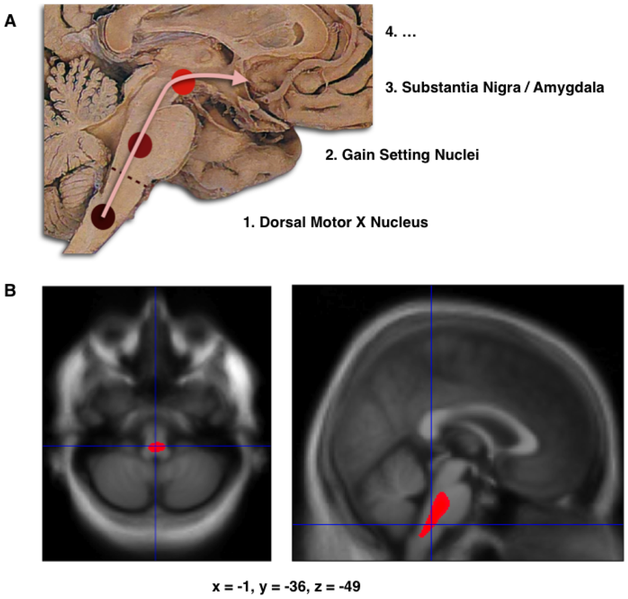 A
4. ...
3. Substantia Nigra / Amygdala
2. Gain Setting Nuclei
1. Dorsal Motor X Nucleus
B
x = -1, y = -36, z = -49